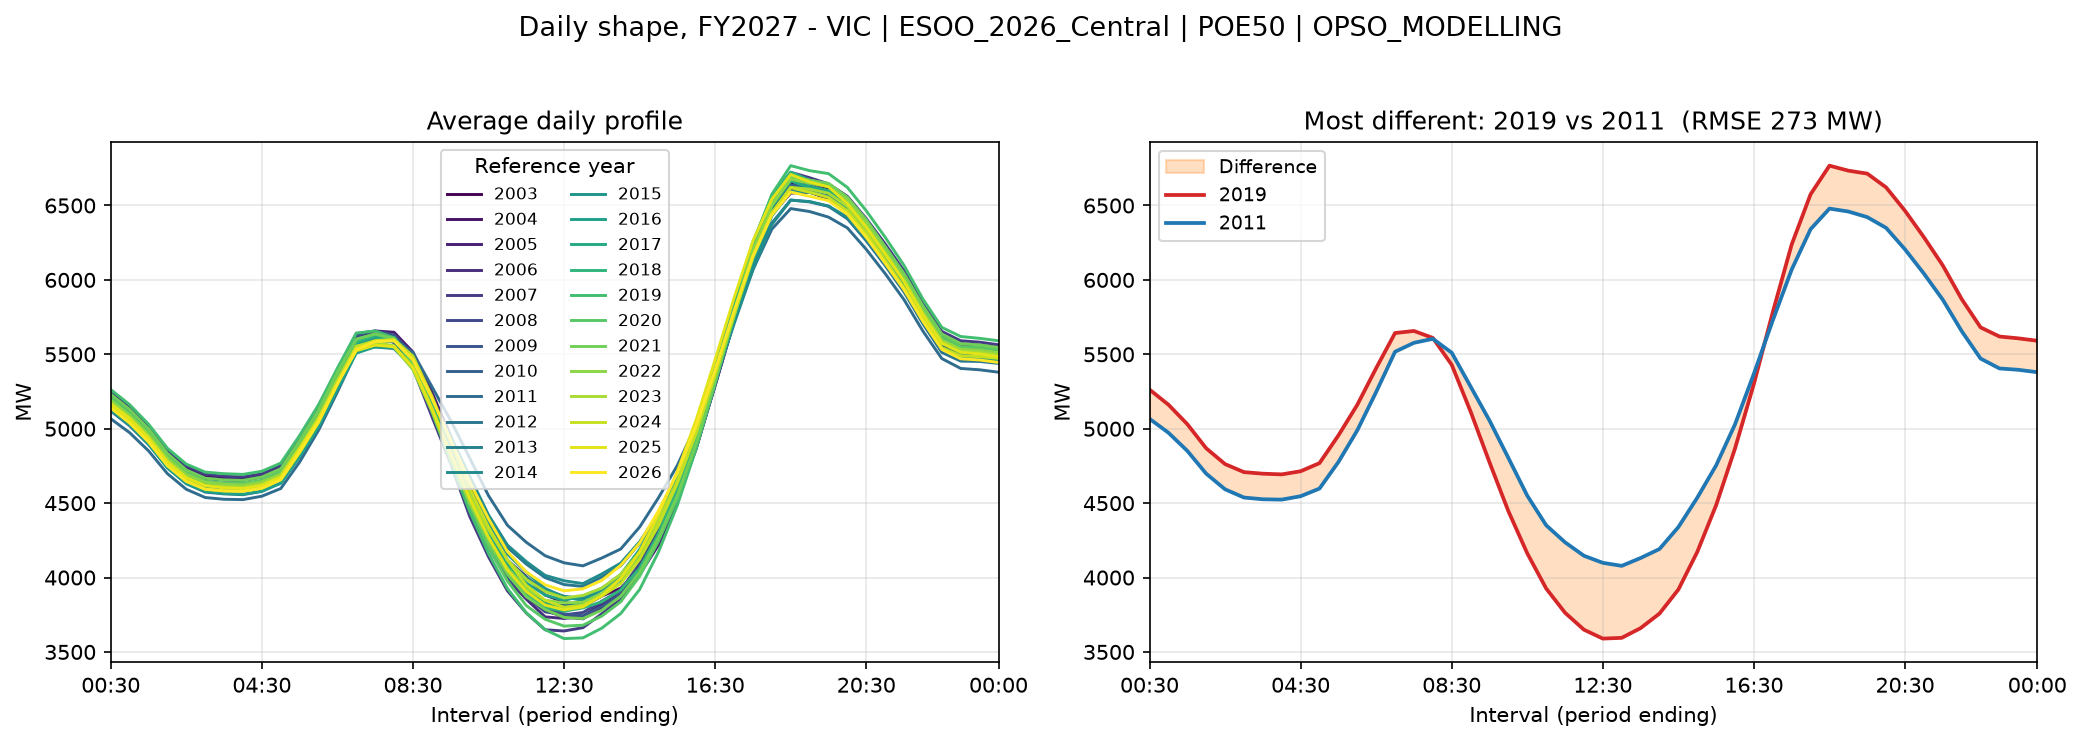 Daily shape, FY2027 - VIC | ESOO_2026_Central | POE50 | OPSO_MODELLING
Average daily profile
MW
6500
6000
5500
5000
4500
4000
3500
Reference year
2003 2015
2004 2016
2005 2017
2006 2018
2007 2019
2008 2020
2009 2021
2010 2022
2011 2023
2012 2024
2013 2025
2014 2026
00:30 04:30 08:30 12:30 16:30 20:30 00:00
Interval (period ending)
Most different: 2019 vs 2011 (RMSE 273 MW)
MW
6500
6000
5500
5000
4500
4000
3500
Difference
2019
2011
00:30 04:30 08:30 12:30 16:30 20:30 00:00
Interval (period ending)